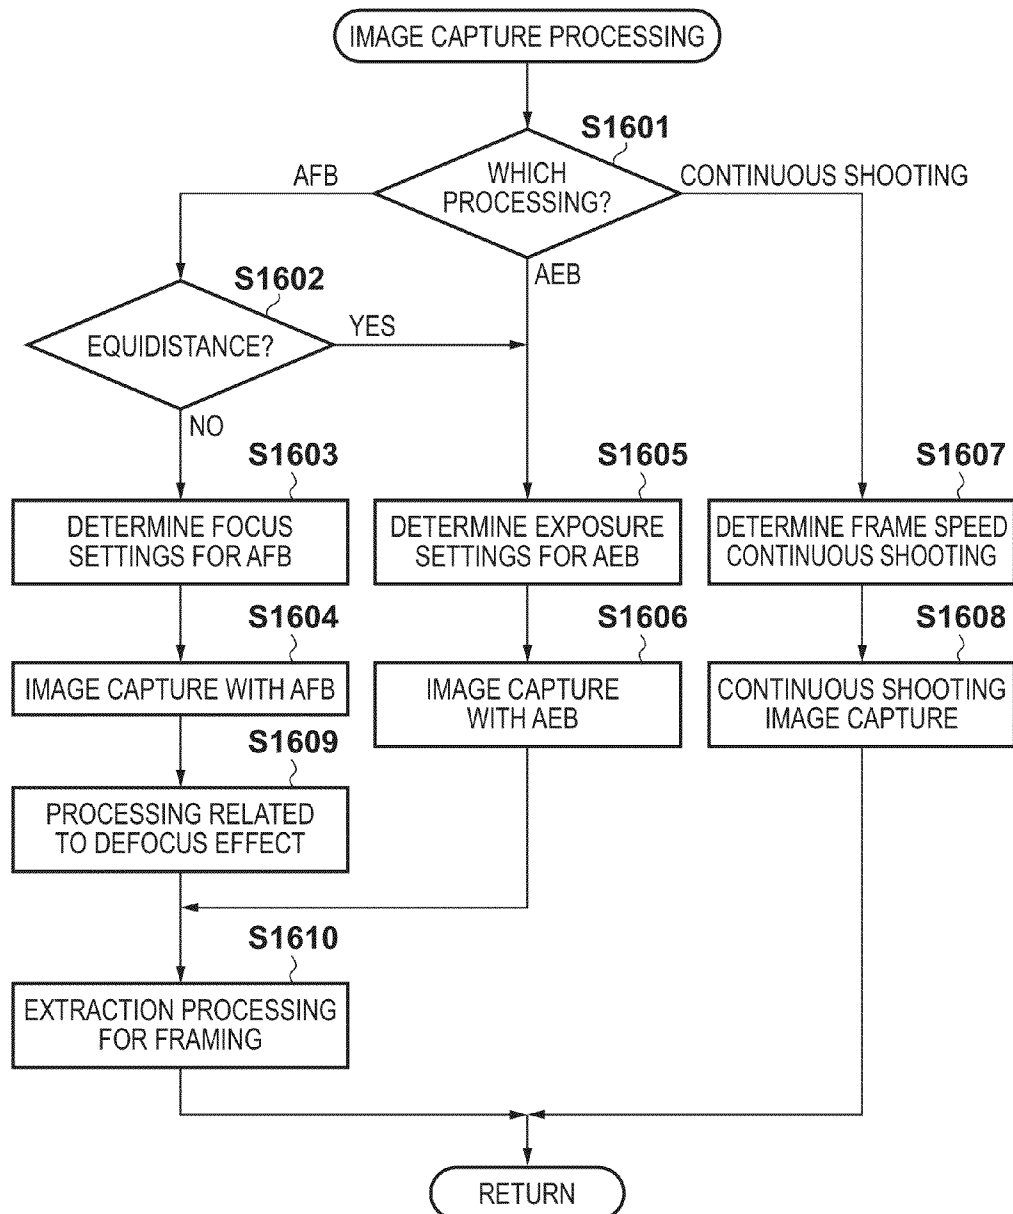 IMAGE CAPTURE PROCESSING
S1601
WHICH
PROCESSING?
AFB
CONTINUOUS SHOOTING
AEB
S1602
EQUIDISTANCE?
YES
NO
S1603
DETERMINE FOCUS
SETTINGS FOR AFB
S1605
DETERMINE EXPOSURE
SETTINGS FOR AEB
S1607
DETERMINE FRAME SPEED
CONTINUOUS SHOOTING
S1604
IMAGE CAPTURE WITH AFB
S1606
IMAGE CAPTURE
WITH AEB
S1608
CONTINUOUS SHOOTING
IMAGE CAPTURE
S1609
PROCESSING RELATED
TO DEFOCUS EFFECT
S1610
EXTRACTION PROCESSING
FOR FRAMING
RETURN